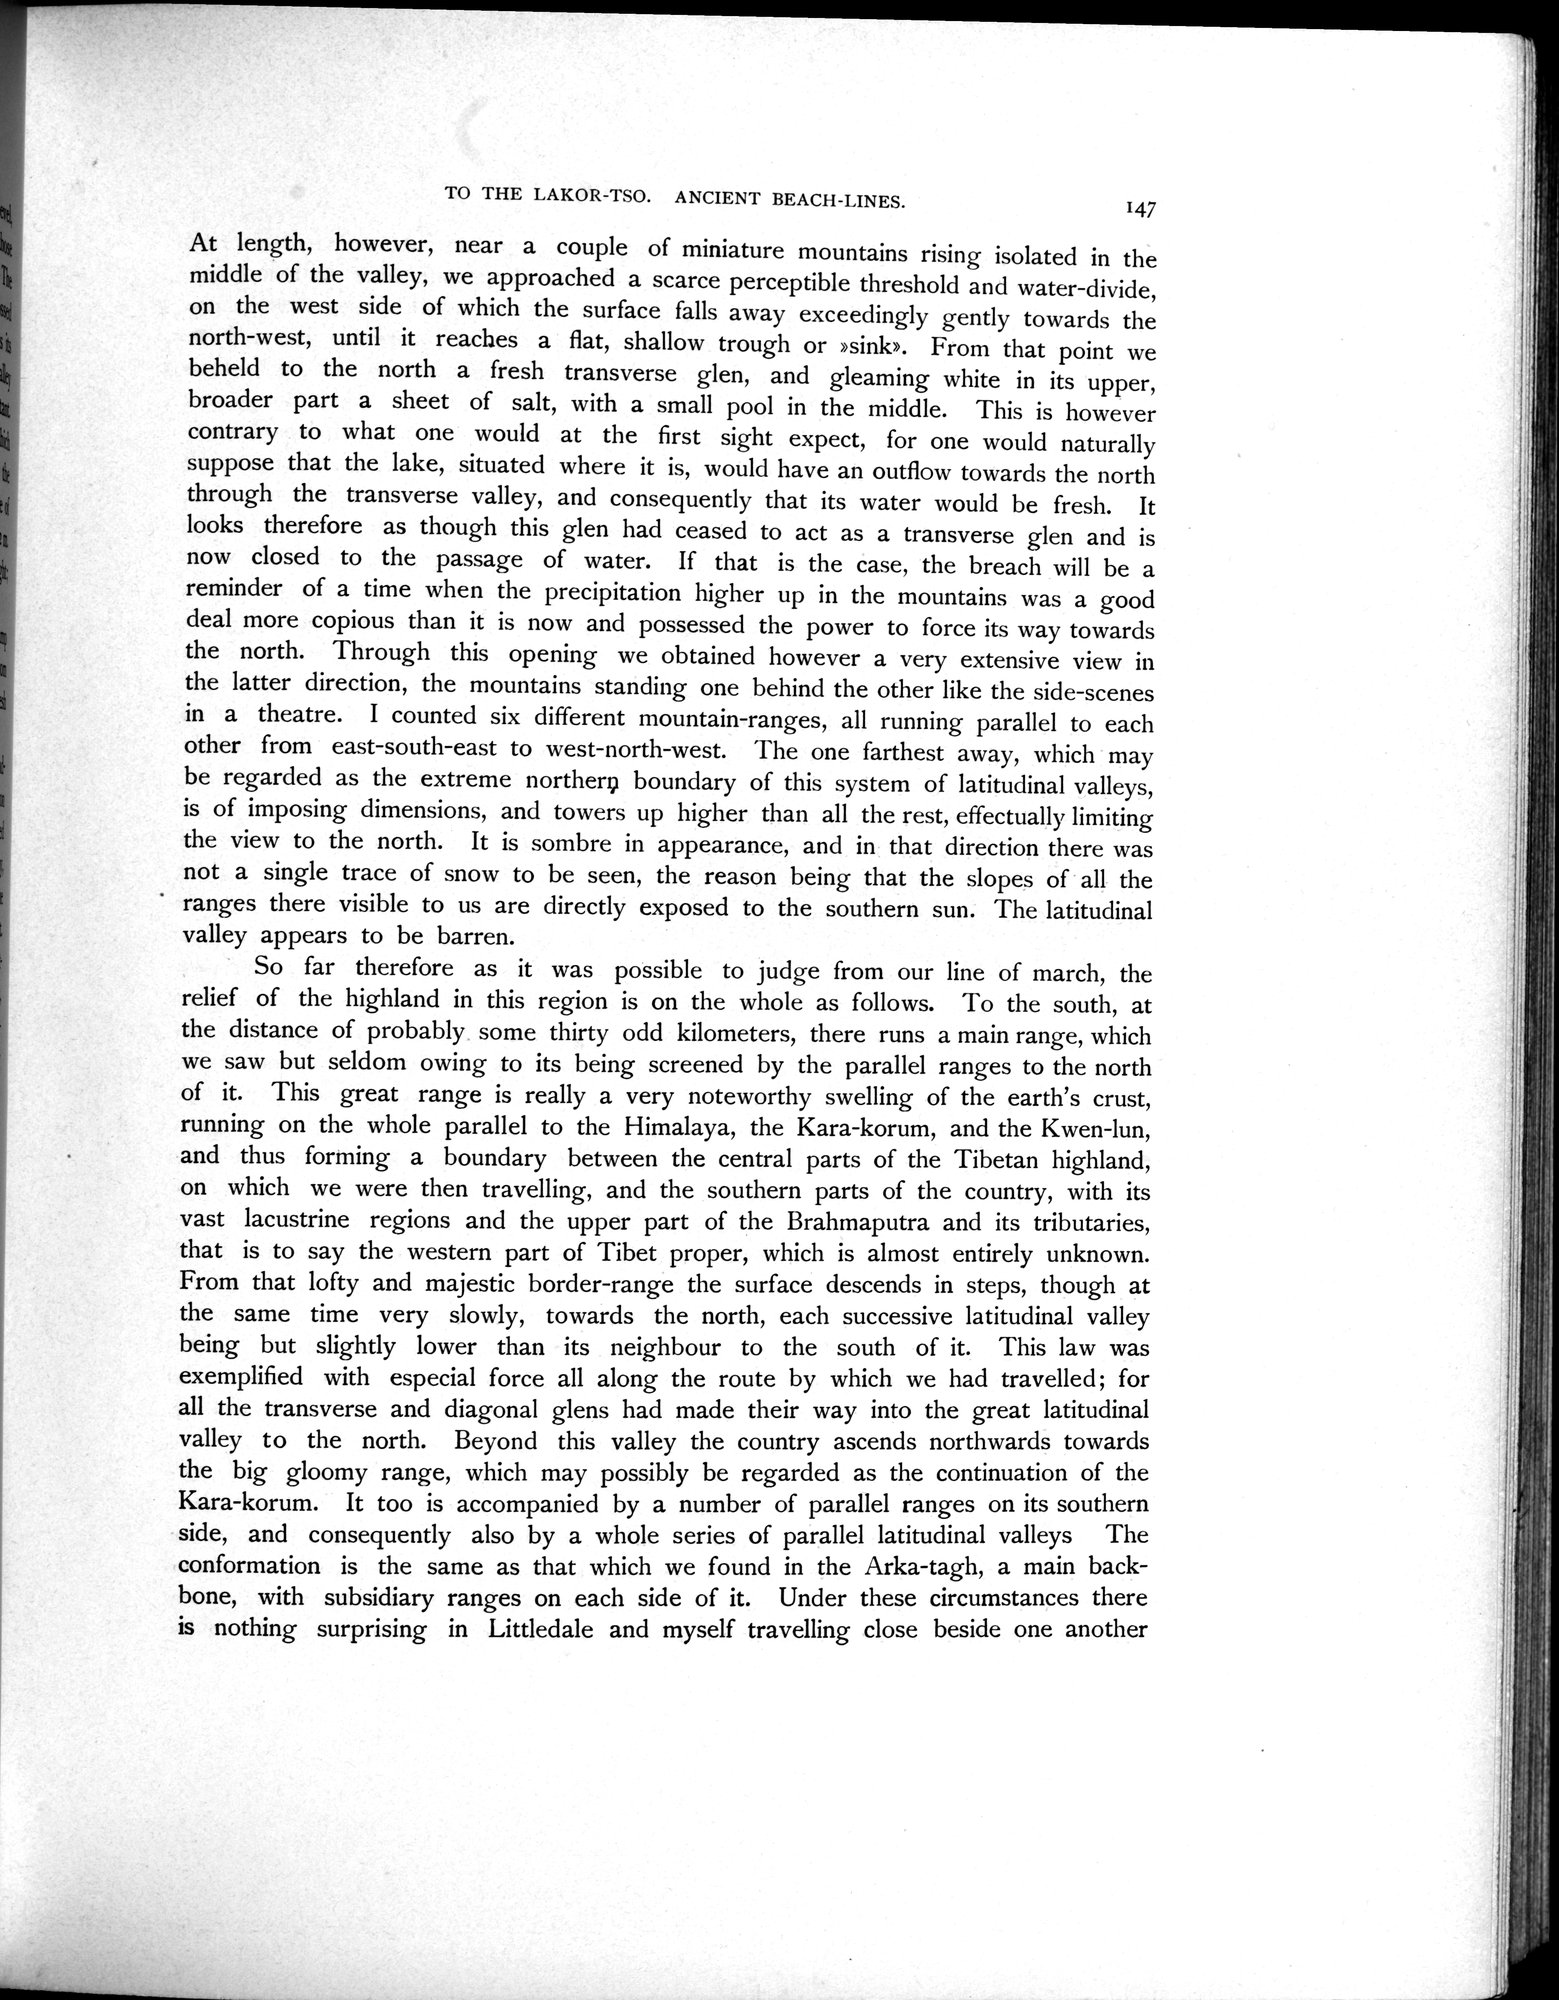 TO THE LAKOR-TSO. ANCIENT BEACH-LINES. 147
At length, however, near a couple of miniature mountains rising isolated in the
middle of the valley, we approached a scarce perceptible threshold and water-divide,
on the west side of which the surface falls away exceedingly gently towards the
north-west, until it reaches a flat, shallow trough or »sink». From that point we
beheld to the north a fresh transverse glen, and gleaming white in its upper,
broader part a sheet of salt, with a small pool in the middle. This is however
contrary to what one would at the first sight expect, for one would naturally
suppose that the lake, situated where it is, would have an outflow towards the north
through the transverse valley, and consequently that its water would be fresh. It
looks therefore as though this glen had ceased to act as a transverse glen and is
now closed to the passage of water. If that is the case, the breach will be a
reminder of a time when the precipitation higher up in the mountains was a good
deal more copious than it is now and possessed the power to force its way towards
the north. Through this opening we obtained however a very extensive view in
the latter direction, the mountains standing one behind the other like the side-scenes
in a theatre. I counted six different mountain-ranges, all running parallel to each
other from east-south-east to west-north-west. The one farthest away, which may
be regarded as the extreme northern boundary of this system of latitudinal valleys,
is of imposing dimensions, and towers up higher than all the rest, effectually limiting
the view to the north. It is sombre in appearance, and in that direction there was
not a single trace of snow to be seen, the reason being that the slopes of all the
ranges there visible to us are directly exposed to the southern sun. The latitudinal
valley appears to be barren.
So far therefore as it was possible to judge from our line of march, the
relief of the highland in this region is on the whole as follows. To the south, at
the distance of probably some thirty odd kilometers, there runs a main range, which
we saw but seldom owing to its being screened by the parallel ranges to the north
of it. This great range is really a very noteworthy swelling of the earth's crust,
running on the whole parallel to the Himalaya, the Kara-korum, and the Kwen-lun,
and thus forming a boundary between the central parts of the Tibetan highland,
on which we were then travelling, and the southern parts of the country, with its
vast lacustrine regions and the upper part of the Brahmaputra and its tributaries,
that is to say the western part of Tibet proper, which is almost entirely unknown.
From that lofty and majestic border-range the surface descends in steps, though at
the same time very slowly, towards the north, each successive latitudinal valley
being but slightly lower than its neighbour to the south of it. This law was
exemplified with especial force all along the route by which we had travelled; for
all the transverse and diagonal glens had made their way into the great latitudinal
valley to the north. Beyond this valley the country ascends northwards towards
the big gloomy range, which may possibly be regarded as the continuation of the
Kara-korum. It too is accompanied by a number of parallel ranges on its southern
side, and consequently also by a whole series of parallel latitudinal valleys The
conformation is the same as that which we found in the Arka-tagh, a main back-
bone, with subsidiary ranges on each side of it. Under these circumstances there
is nothing surprising in Littledale and myself travelling close beside one another